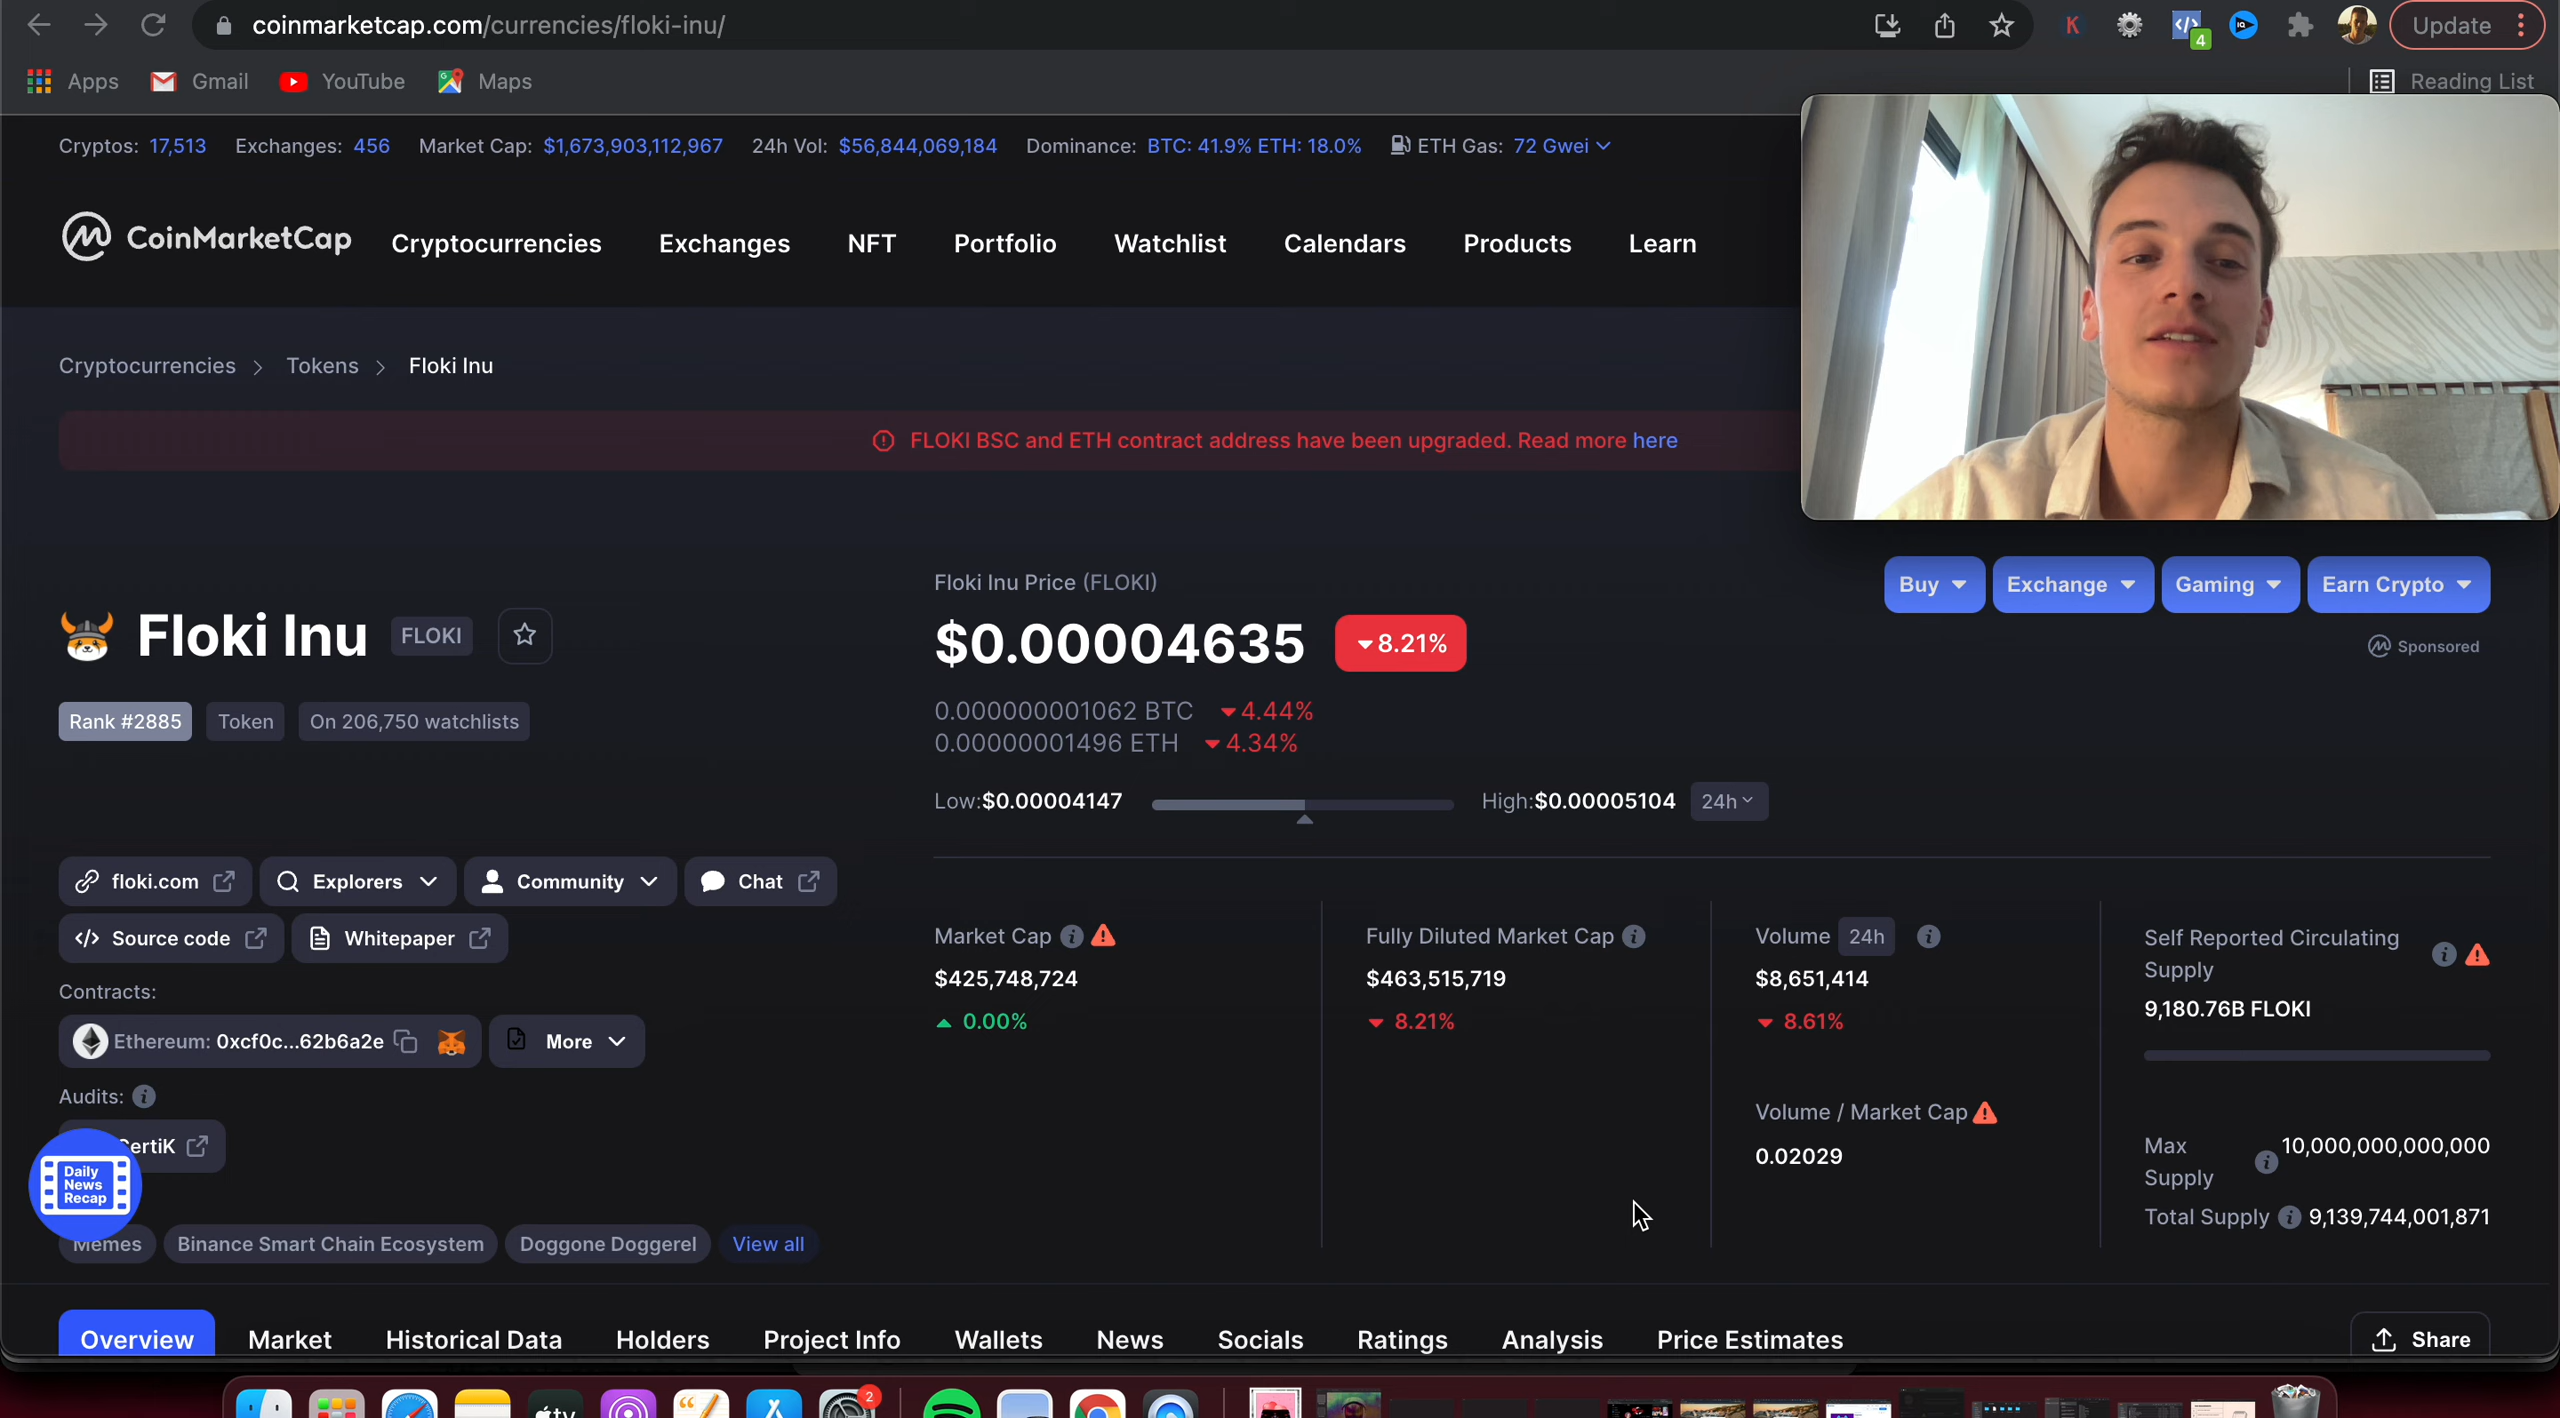 coinmarketcap.com/currencies/floki-inu/
K
4
IQ
Update
Apps
Gmail
YouTube
Maps
Reading List
Cryptos: 17,513 Exchanges: 456 Market Cap: $1,673,903,112,967 24h Vol: $56,844,069,184 Dominance: BTC: 41.9% ETH: 18.0% ETH Gas: 72 Gwei
CoinMarketCap
Cryptocurrencies Exchanges NFT Portfolio Watchlist Calendars Products Learn
Cryptocurrencies > Tokens > Floki Inu
FLOKI BSC and ETH contract address have been upgraded. Read more here
Floki Inu Price (FLOKI)
Buy Exchange Gaming Earn Crypto
Floki Inu FLOKI
$0.00004635 8.21%
Sponsored
Rank #2885 Token On 206,750 watchlists
0.000000001062 BTC 4.44%
0.00000001496 ETH 4.34%
Low:$0.00004147 High:$0.00005104 24h
floki.com Explorers Community Chat
Source code Whitepaper
Contracts:
Ethereum: 0xcf0c...62b6a2e More
Audits:
ertiK
Daily
News
Recap
Memes Binance Smart Chain Ecosystem Doggone Doggerel View all
Market Cap
$425,748,724
0.00%
Fully Diluted Market Cap
$463,515,719
8.21%
Volume 24h
$8,651,414
8.61%
Volume / Market Cap
0.02029
Self Reported Circulating
Supply
9,180.76B FLOKI
Max
Supply
10,000,000,000,000
Total Supply 9,139,744,001,871
Overview Market Historical Data Holders Project Info Wallets News Socials Ratings Analysis Price Estimates Share
2
tv